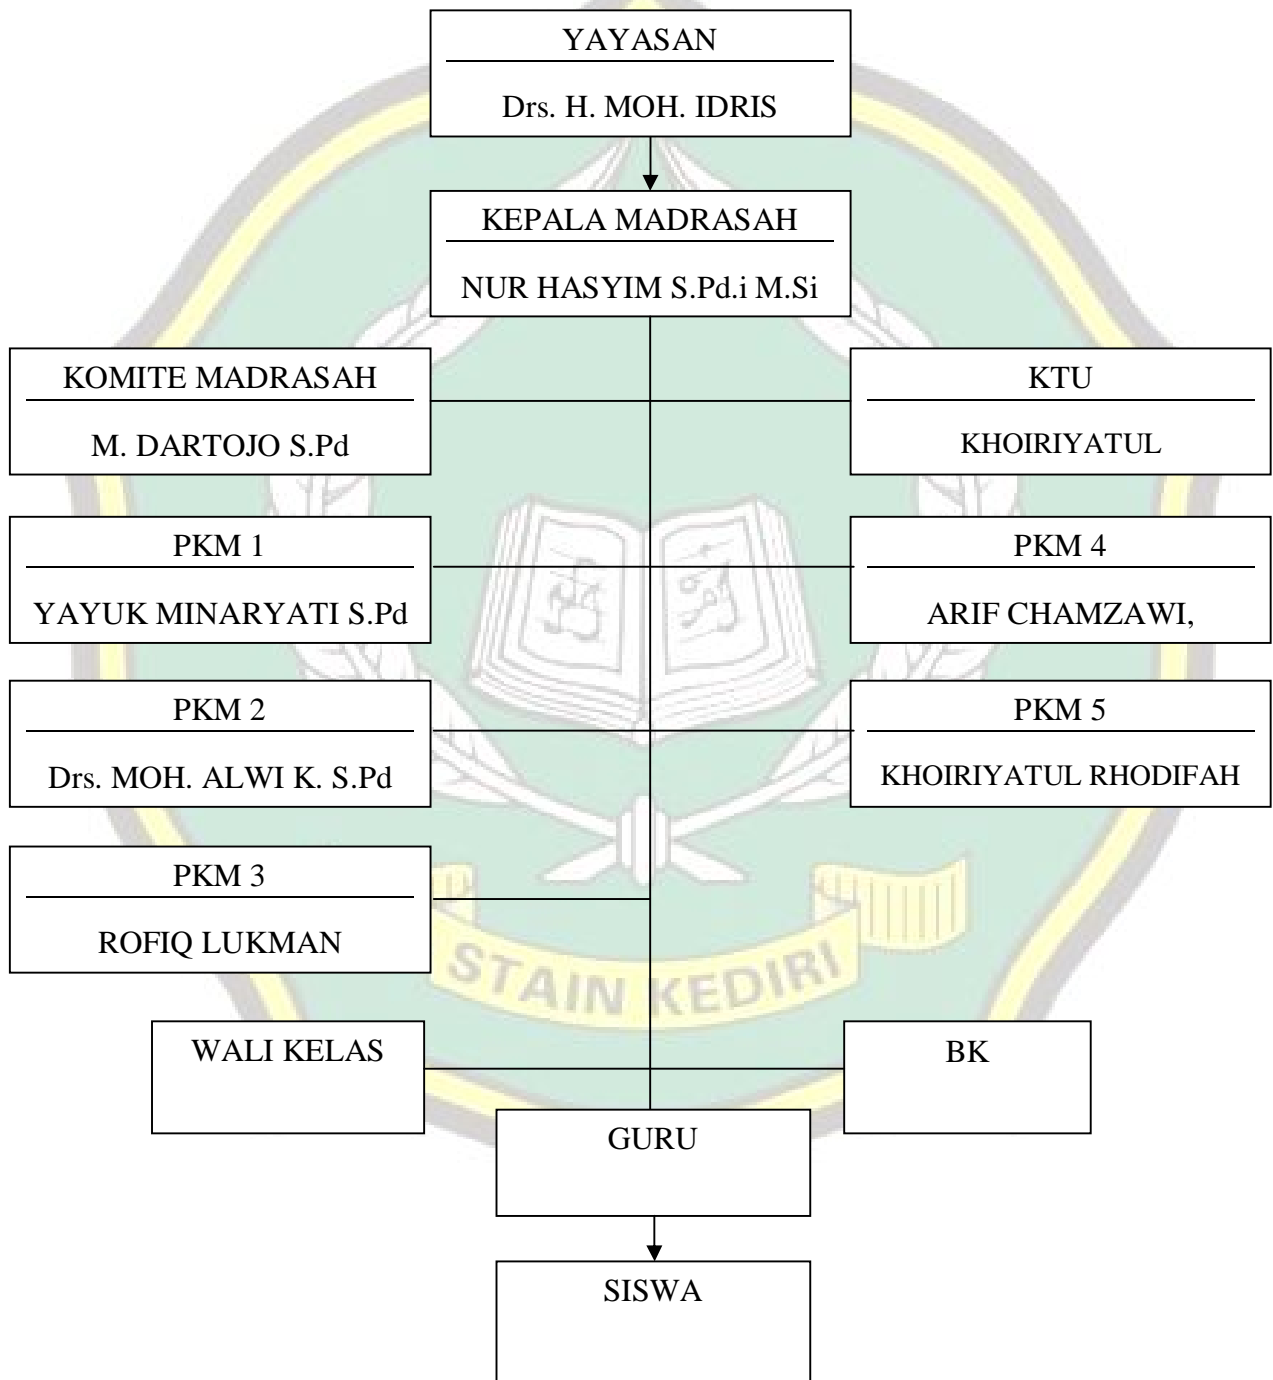 YAYASAN
Drs. H. MOH. IDRIS
KEPALA MADRASAH
NUR HASYIM S.Pd.i M.Si
KOMITE MADRASAH
M. DARTOJO S.Pd
KTU
KHOIRIYATUL
PKM 1
YAYUK MINARYATI S.Pd
PKM 4
ARIF CHAMZAWI,
PKM 2
Drs. MOH. ALWI K. S.Pd
PKM 5
KHOIRIYATUL RHODIFAH
PKM 3
ROFIQ LUKMAN
STAIN KEDIRI
WALI KELAS
BK
GURU
SISWA